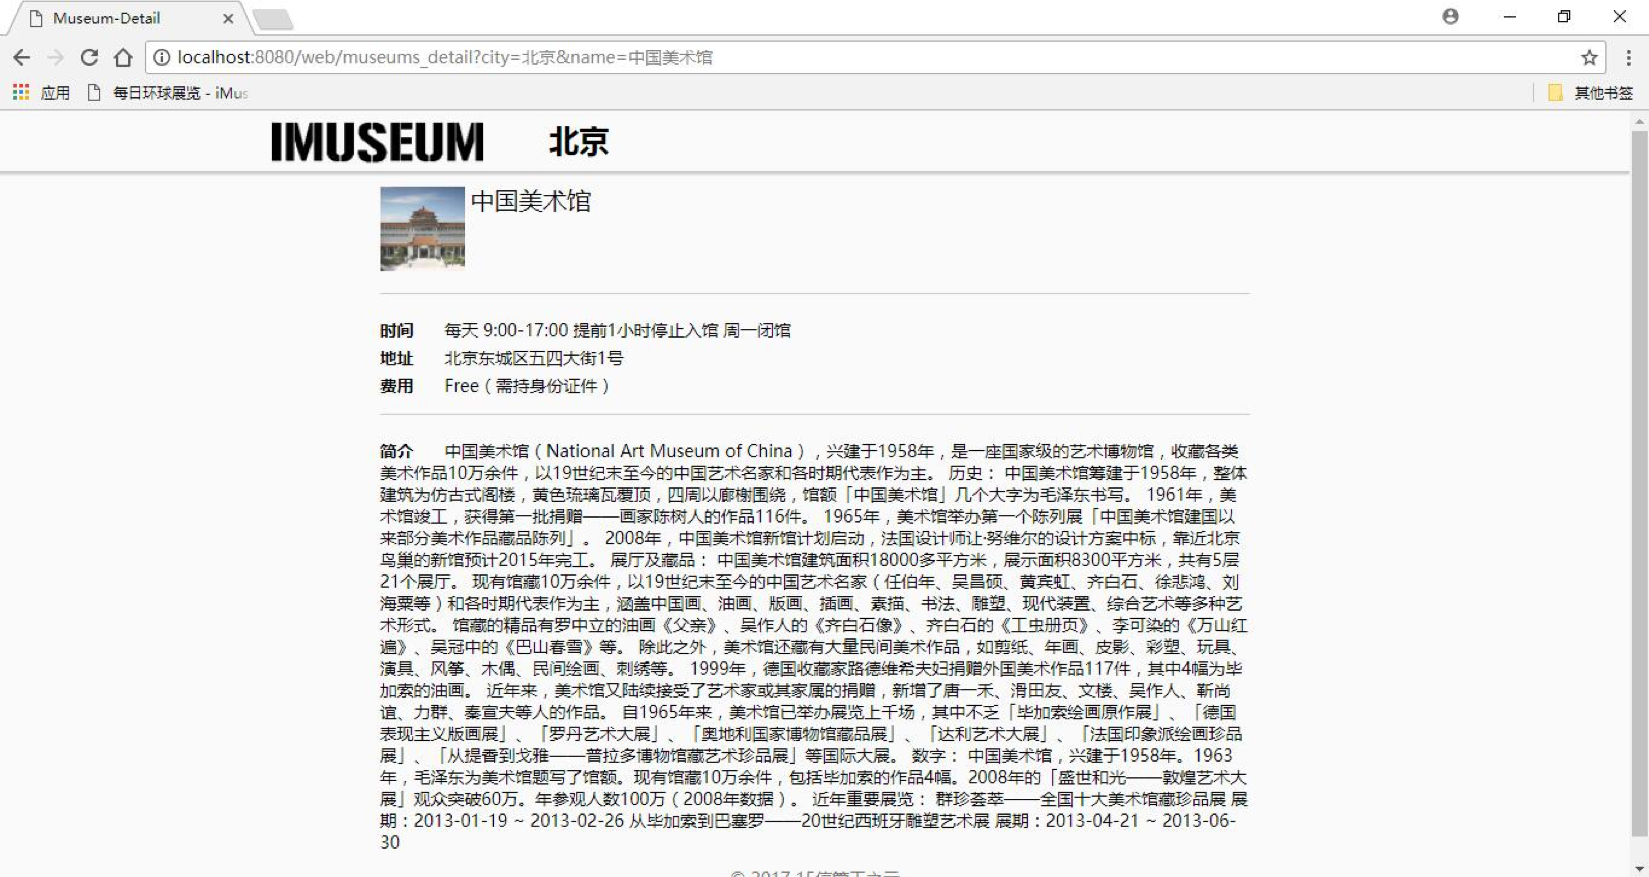 Museum-Detail
localhost:8080/web/museums_detail?city=北京&name=中国美术馆
应用 每日环球展览 - iMus 其他书签
IMUSEUM 北京
中国美术馆
时间 每天 9:00-17:00 提前1小时停止入馆 周一闭馆
地址 北京东城区五四大街1号
费用 Free（需持身份证件）
简介 中国美术馆（National Art Museum of China），兴建于1958年，是一座国家级的艺术博物馆，收藏各类
美术作品10万余件，以19世纪末至今的中国艺术名家和各时期代表作为主。 历史： 中国美术馆筹建于1958年，整体
建筑为仿古式阁楼，黄色琉璃瓦覆顶，四周以廊榭围绕，馆额「中国美术馆」几个大字为毛泽东书写。 1961年，美
术馆竣工，获得第一批捐赠——画家陈树人的作品116件。 1965年，美术馆举办第一个陈列展「中国美术馆建国以
来部分美术作品藏品陈列」。 2008年，中国美术馆新馆计划启动，法国设计师让·努维尔的设计方案中标，靠近北京
鸟巢的新馆预计2015年完工。 展厅及藏品： 中国美术馆建筑面积18000多平方米，展示面积8300平方米，共有5层
21个展厅。 现有馆藏10万余件，以19世纪末至今的中国艺术名家（任伯年、吴昌硕、黄宾虹、齐白石、徐悲鸿、刘
海粟等）和各时期代表作为主，涵盖中国画、油画、版画、插画、素描、书法、雕塑、现代装置、综合艺术等多种艺
术形式。 馆藏的精品有罗中立的油画《父亲》、吴作人的《齐白石像》、齐白石的《工虫册页》、李可染的《万山红
遍》、吴冠中的《巴山春雪》等。 除此之外，美术馆还藏有大量民间美术作品，如剪纸、年画、皮影、彩塑、玩具、
演具、风筝、木偶、民间绘画、刺绣等。 1999年，德国收藏家路德维希夫妇捐赠外国美术作品117件，其中4幅为毕
加索的油画。 近年来，美术馆又陆续接受了艺术家或其家属的捐赠，新增了唐一禾、滑田友、文楼、吴作人、靳尚
谊、力群、秦宣夫等人的作品。 自1965年来，美术馆已举办展览上千场，其中不乏「毕加索绘画原作展」、「德国
表现主义版画展」、「罗丹艺术大展」、「奥地利国家博物馆藏品展」、「达利艺术大展」、「法国印象派绘画珍品
展」、「从提香到戈雅——普拉多博物馆藏艺术珍品展」等国际大展。 数字： 中国美术馆，兴建于1958年。1963
年，毛泽东为美术馆题写了馆额。现有馆藏10万余件，包括毕加索的作品4幅。2008年的「盛世和光——敦煌艺术大
展」观众突破60万。年参观人数100万（2008年数据）。 近年重要展览： 群珍荟萃——全国十大美术馆藏珍品展 展
期：2013-01-19 ~ 2013-02-26 从毕加索到巴塞罗——20世纪西班牙雕塑艺术展 展期：2013-04-21 ~ 2013-06-
30
© 2017 15信管王之云